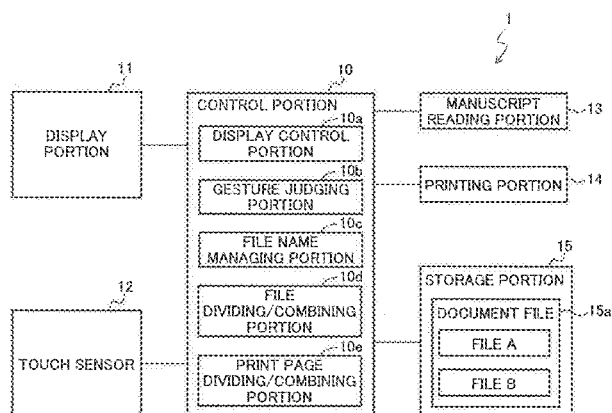 1
11
DISPLAY
PORTION
12
TOUCH SENSOR
10
CONTROL PORTION
10a
DISPLAY CONTROL
PORTION
10b
GESTURE JUDGING
PORTION
10c
FILE NAME
MANAGING PORTION
10d
FILE
DIVIDING/COMBINING
PORTION
10e
PRINT PAGE
DIVIDING/COMBINING
PORTION
MANUSCRIPT
READING PORTION
13
PRINTING PORTION
14
15
STORAGE PORTION
15a
DOCUMENT FILE
FILE A
FILE B